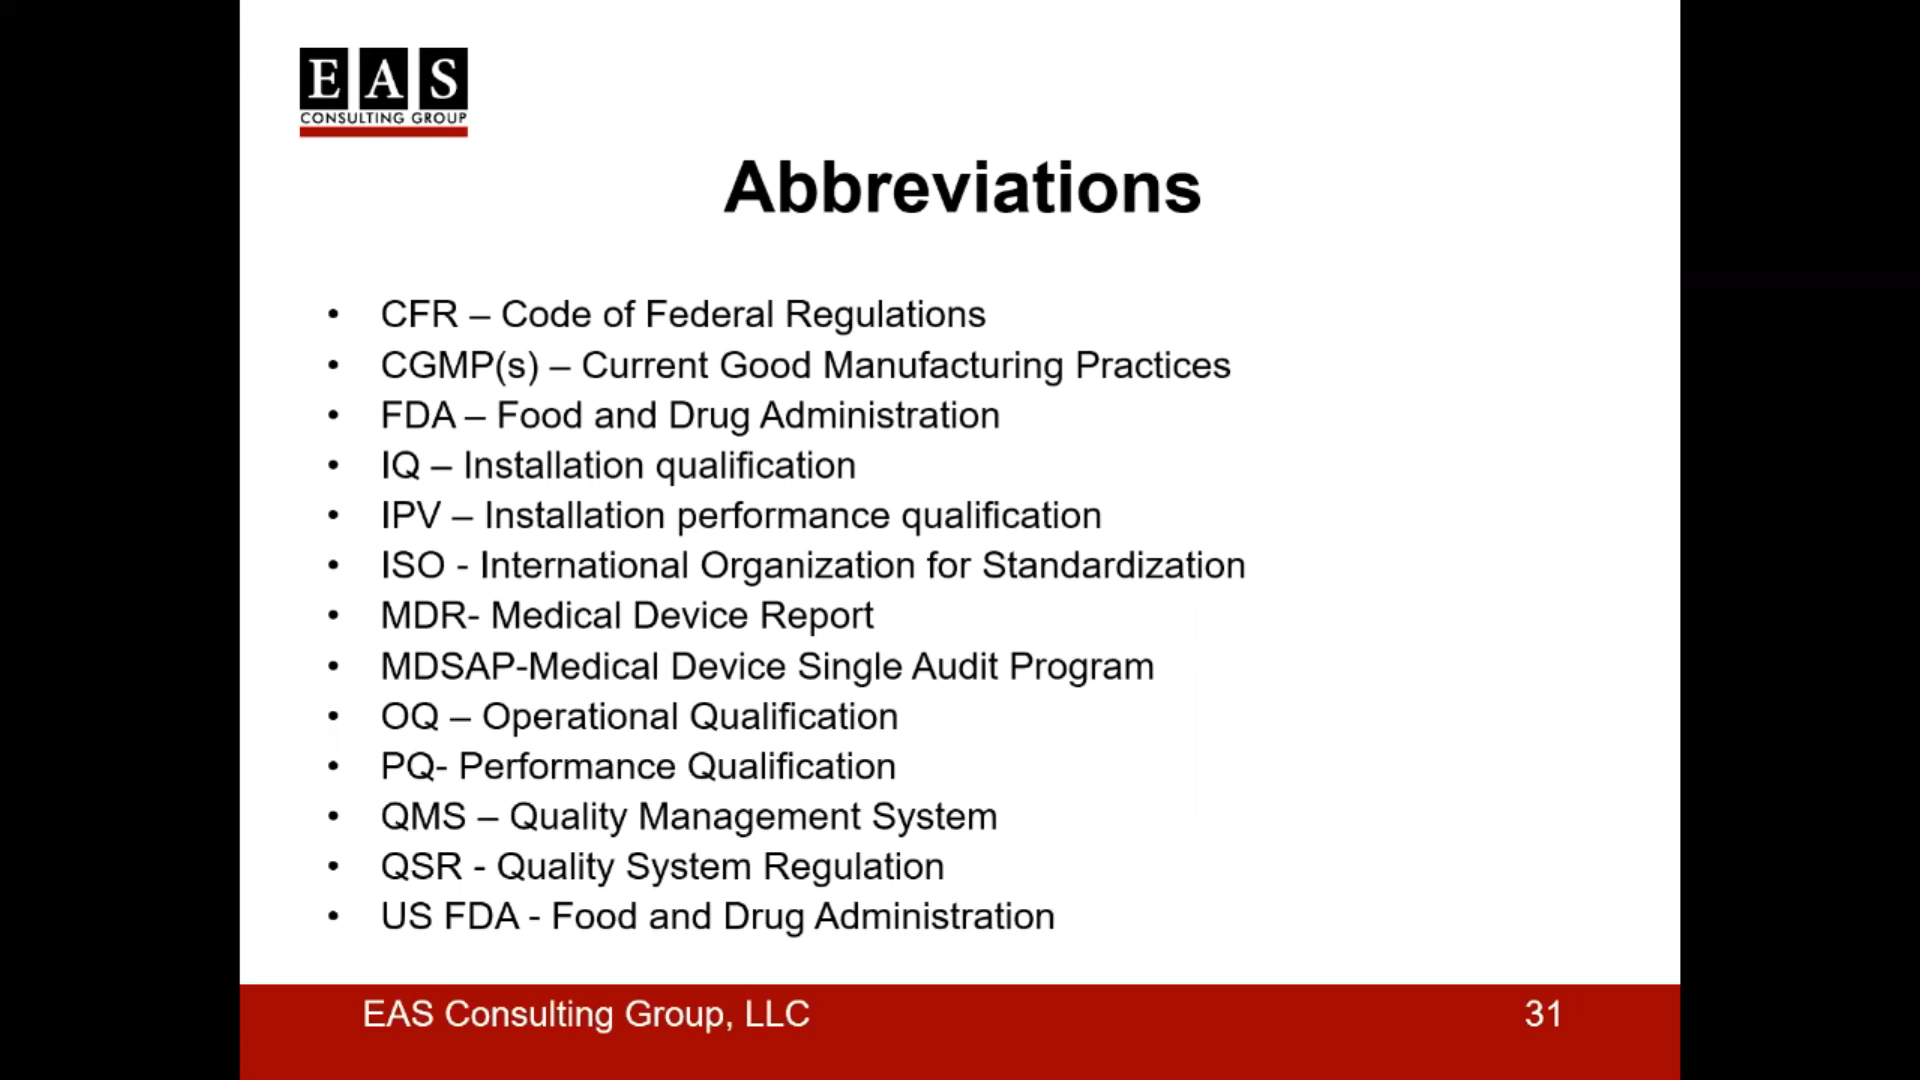 EAS
CONSULTING GROUP
Abbreviations
• CFR – Code of Federal Regulations
• CGMP(s) – Current Good Manufacturing Practices
• FDA – Food and Drug Administration
• IQ – Installation qualification
• IPV – Installation performance qualification
• ISO - International Organization for Standardization
• MDR- Medical Device Report
• MDSAP-Medical Device Single Audit Program
• OQ – Operational Qualification
• PQ- Performance Qualification
• QMS – Quality Management System
• QSR - Quality System Regulation
• US FDA - Food and Drug Administration
EAS Consulting Group, LLC
31